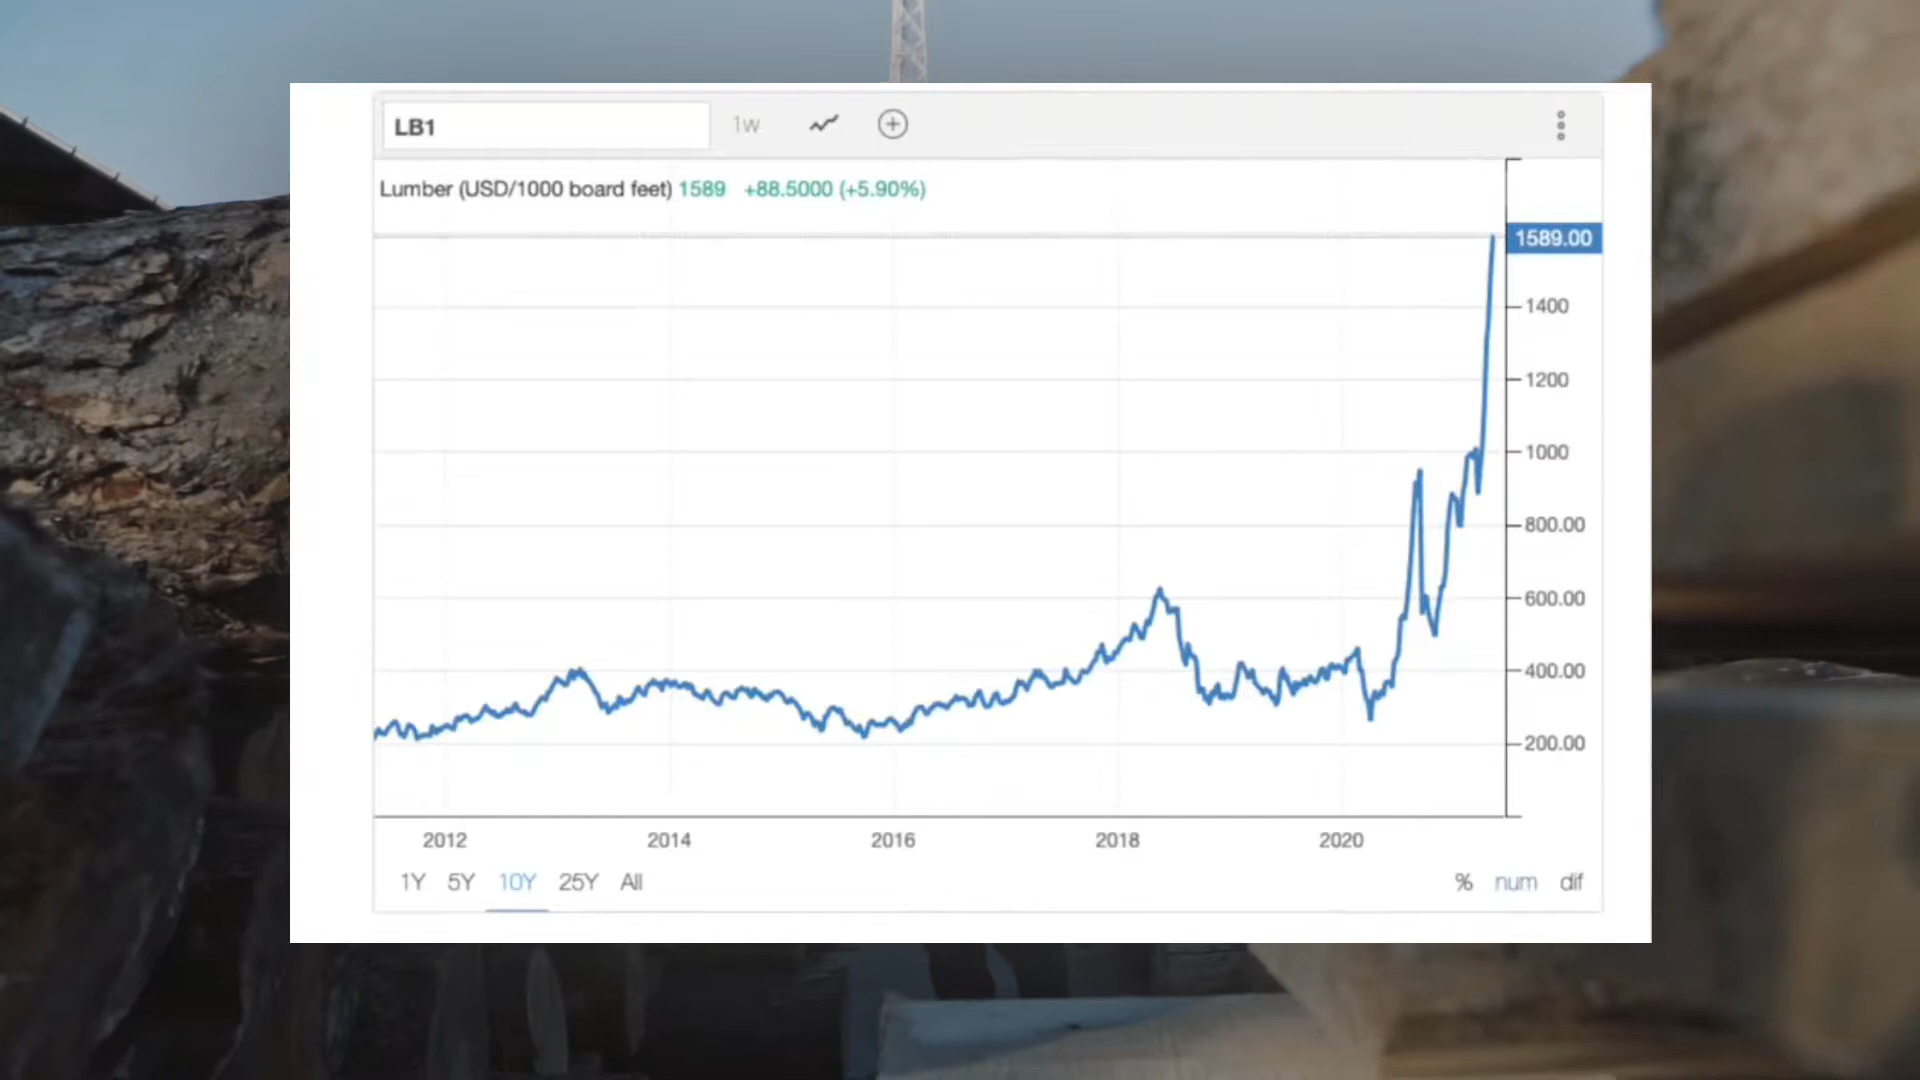 LB1 1w
Lumber (USD/1000 board feet) 1589 +88.5000 (+5.90%)
1589.00
1400
1200
1000
800.00
600.00
400.00
200.00
2012 2014 2016 2018 2020
1Y 5Y 10Y 25Y All % num dif